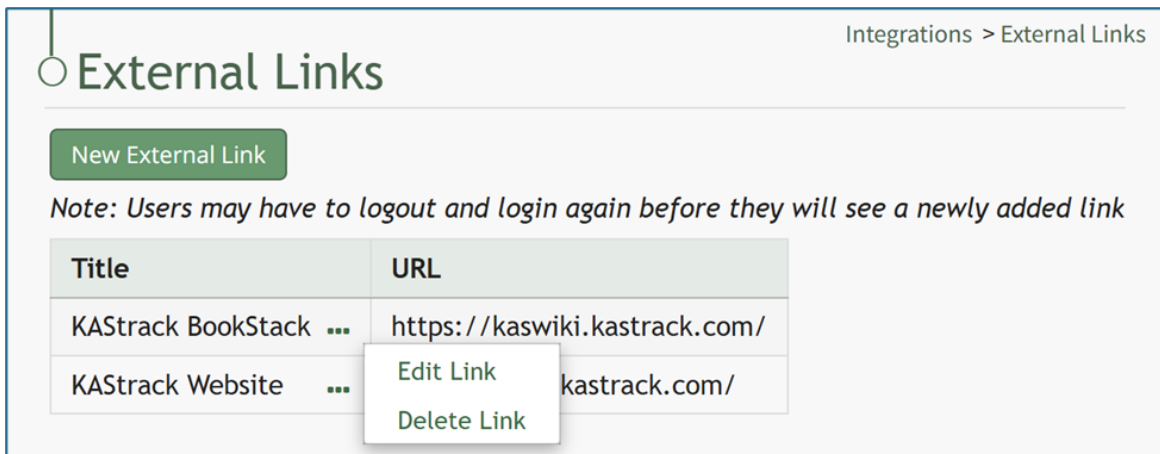 Integrations > External Links
External Links
New External Link
Note: Users may have to logout and login again before they will see a newly added link
Title URL
KAStrack BookStack ... https://kaswiki.kastrack.com/
Edit Link
KAStrack Website ... kastrack.com/
Delete Link